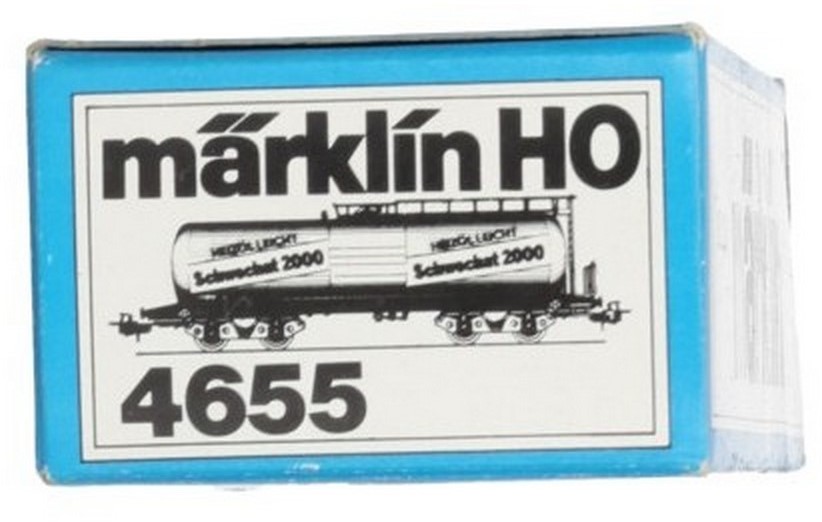 märklin HO
HEIZÖL LEICHT HEIZÖL LEICHT
Schwechat 2000 Schwechat 2000
4655